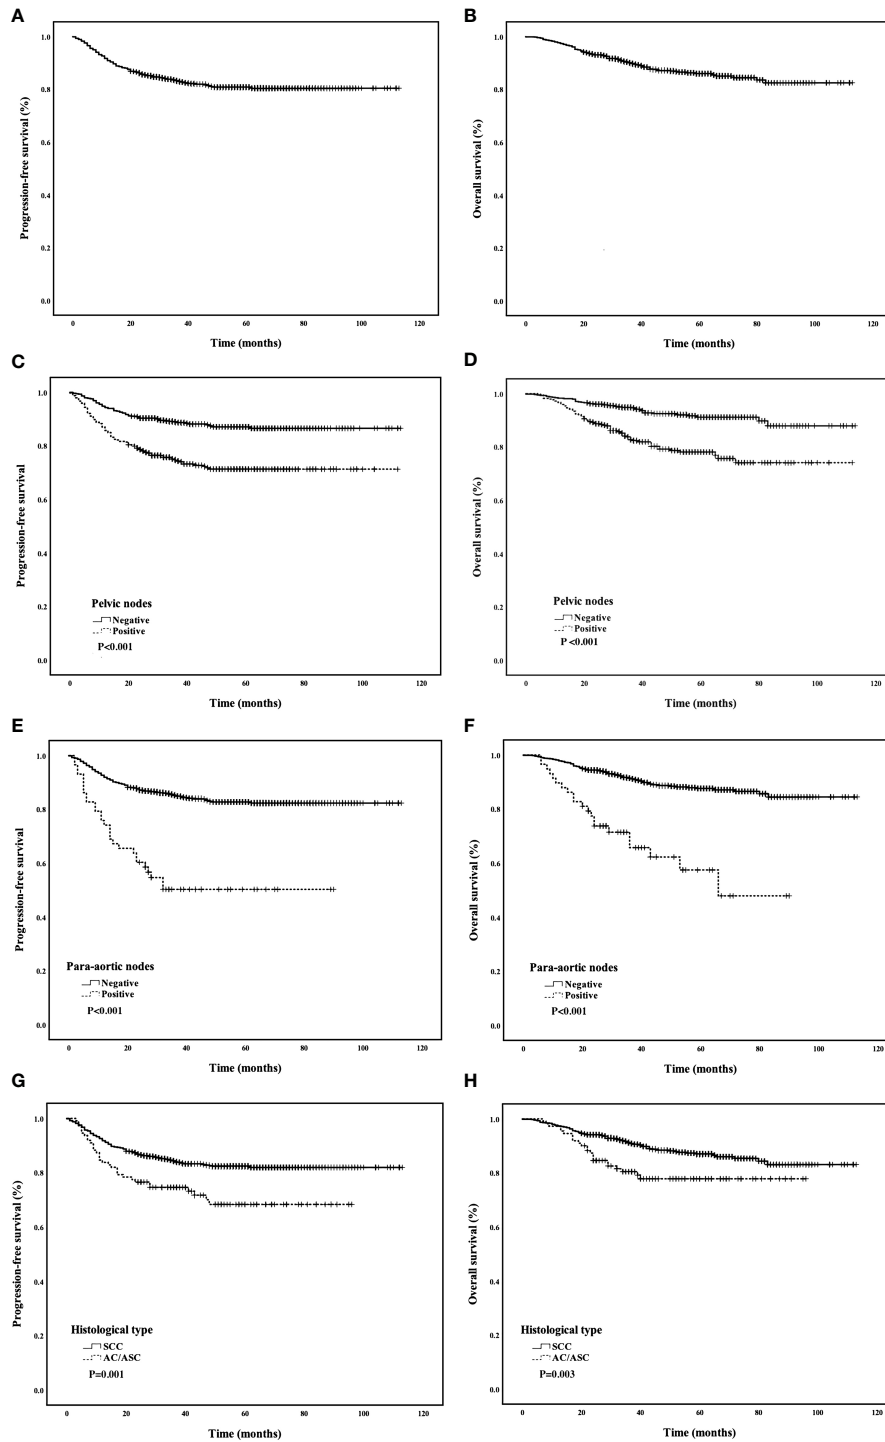 A
Progression-free survival (%)
1.0
0.8
0.6
0.4
0.2
0.0
0 20 40 60 80 100 120
Time (months)
B
Overall survival (%)
1.0
0.8
0.6
0.4
0.2
0.0
0 20 40 60 80 100 120
Time (months)
C
Progression-free survival
1.0
0.8
0.6
0.4
0.2
0.0
Pelvic nodes
Negative
Positive
P<0.001
0 20 40 60 80 100 120
Time (months)
D
Overall survival (%)
1.0
0.8
0.6
0.4
0.2
0.0
Pelvic nodes
Negative
Positive
P<0.001
0 20 40 60 80 100 120
Time (months)
E
Progression-free survival
1.0
0.8
0.6
0.4
0.2
0.0
Para-aortic nodes
Negative
Positive
P<0.001
0 20 40 60 80 100 120
Time (months)
F
Overall survival (%)
1.0
0.8
0.6
0.4
0.2
0.0
Para-aortic nodes
Negative
Positive
P<0.001
0 20 40 60 80 100 120
Time (months)
G
Progression-free survival (%)
1.0
0.8
0.6
0.4
0.2
0.0
Histological type
SCC
AC/ASC
P=0.001
0 20 40 60 80 100 120
Time (months)
H
Overall survival (%)
1.0
0.8
0.6
0.4
0.2
0.0
Histological type
SCC
AC/ASC
P=0.003
0 20 40 60 80 100 120
Time (months)